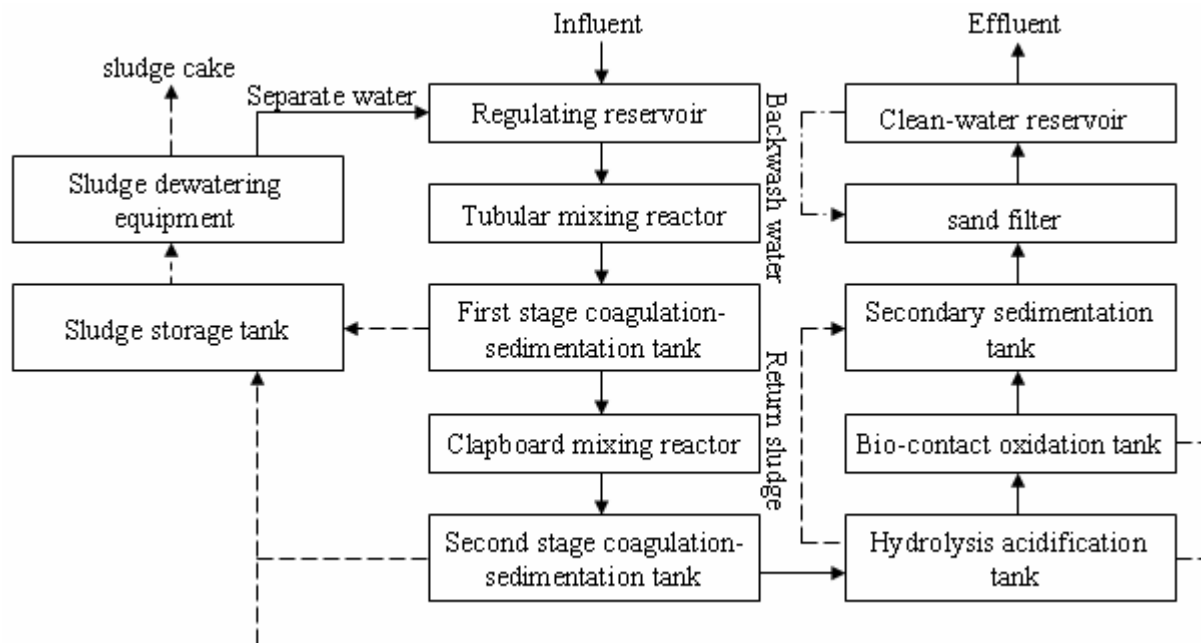 Influent
Effluent
sludge cake
Separate water
Regulating reservoir
Backwash water
Clean-water reservoir
Sludge dewatering
equipment
Tubular mixing reactor
sand filter
Sludge storage tank
First stage coagulation-
sedimentation tank
Secondary sedimentation
tank
Return sludge
Clapboard mixing reactor
Bio-contact oxidation tank
Second stage coagulation-
sedimentation tank
Hydrolysis acidification
tank